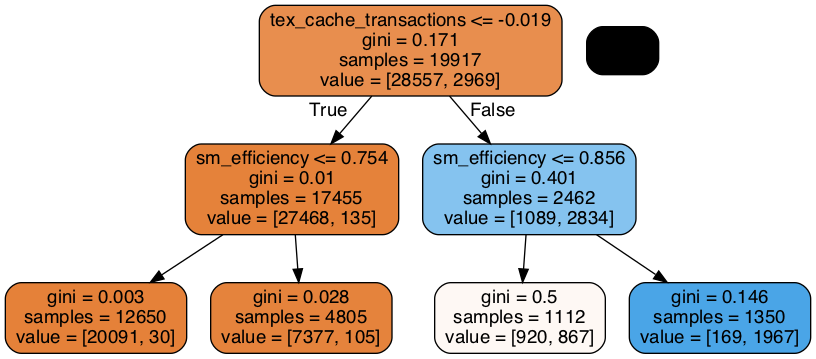 tex_cache_transactions <= -0.019
gini = 0.171
samples = 19917
value = [28557, 2969]
True
False
sm_efficiency <= 0.754
gini = 0.01
samples = 17455
value = [27468, 135]
sm_efficiency <= 0.856
gini = 0.401
samples = 2462
value = [1089, 2834]
gini = 0.003
samples = 12650
value = [20091, 30]
gini = 0.028
samples = 4805
value = [7377, 105]
gini = 0.5
samples = 1112
value = [920, 867]
gini = 0.146
samples = 1350
value = [169, 1967]